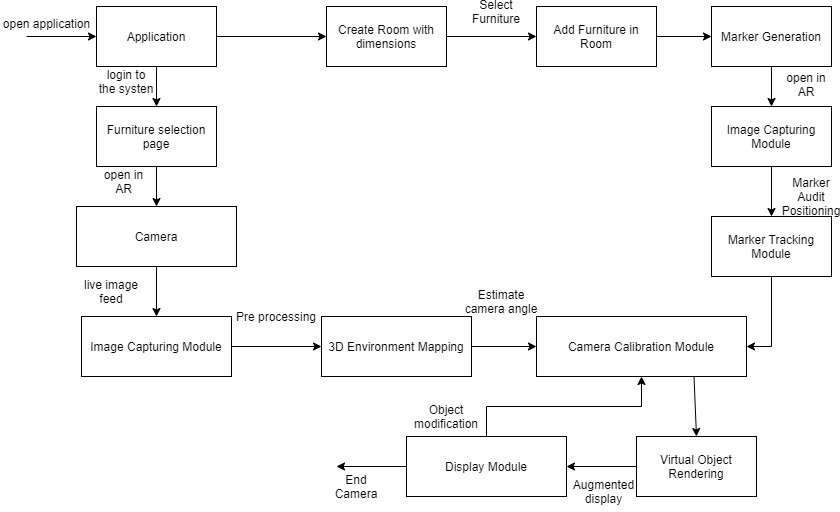 open application
Application
Create Room with
dimensions
Select
Furniture
Add Furniture in
Room
Marker Generation
login to
the systen
open in
AR
Furniture selection
page
Image Capturing
Module
open in
AR
Marker
Audit
Positioning
Camera
Marker Tracking
Module
live image
feed
Image Capturing Module
Pre processing
3D Environment Mapping
Estimate
camera angle
Camera Calibration Module
Object
modification
Display Module
Virtual Object
Rendering
Augmented
display
End
Camera